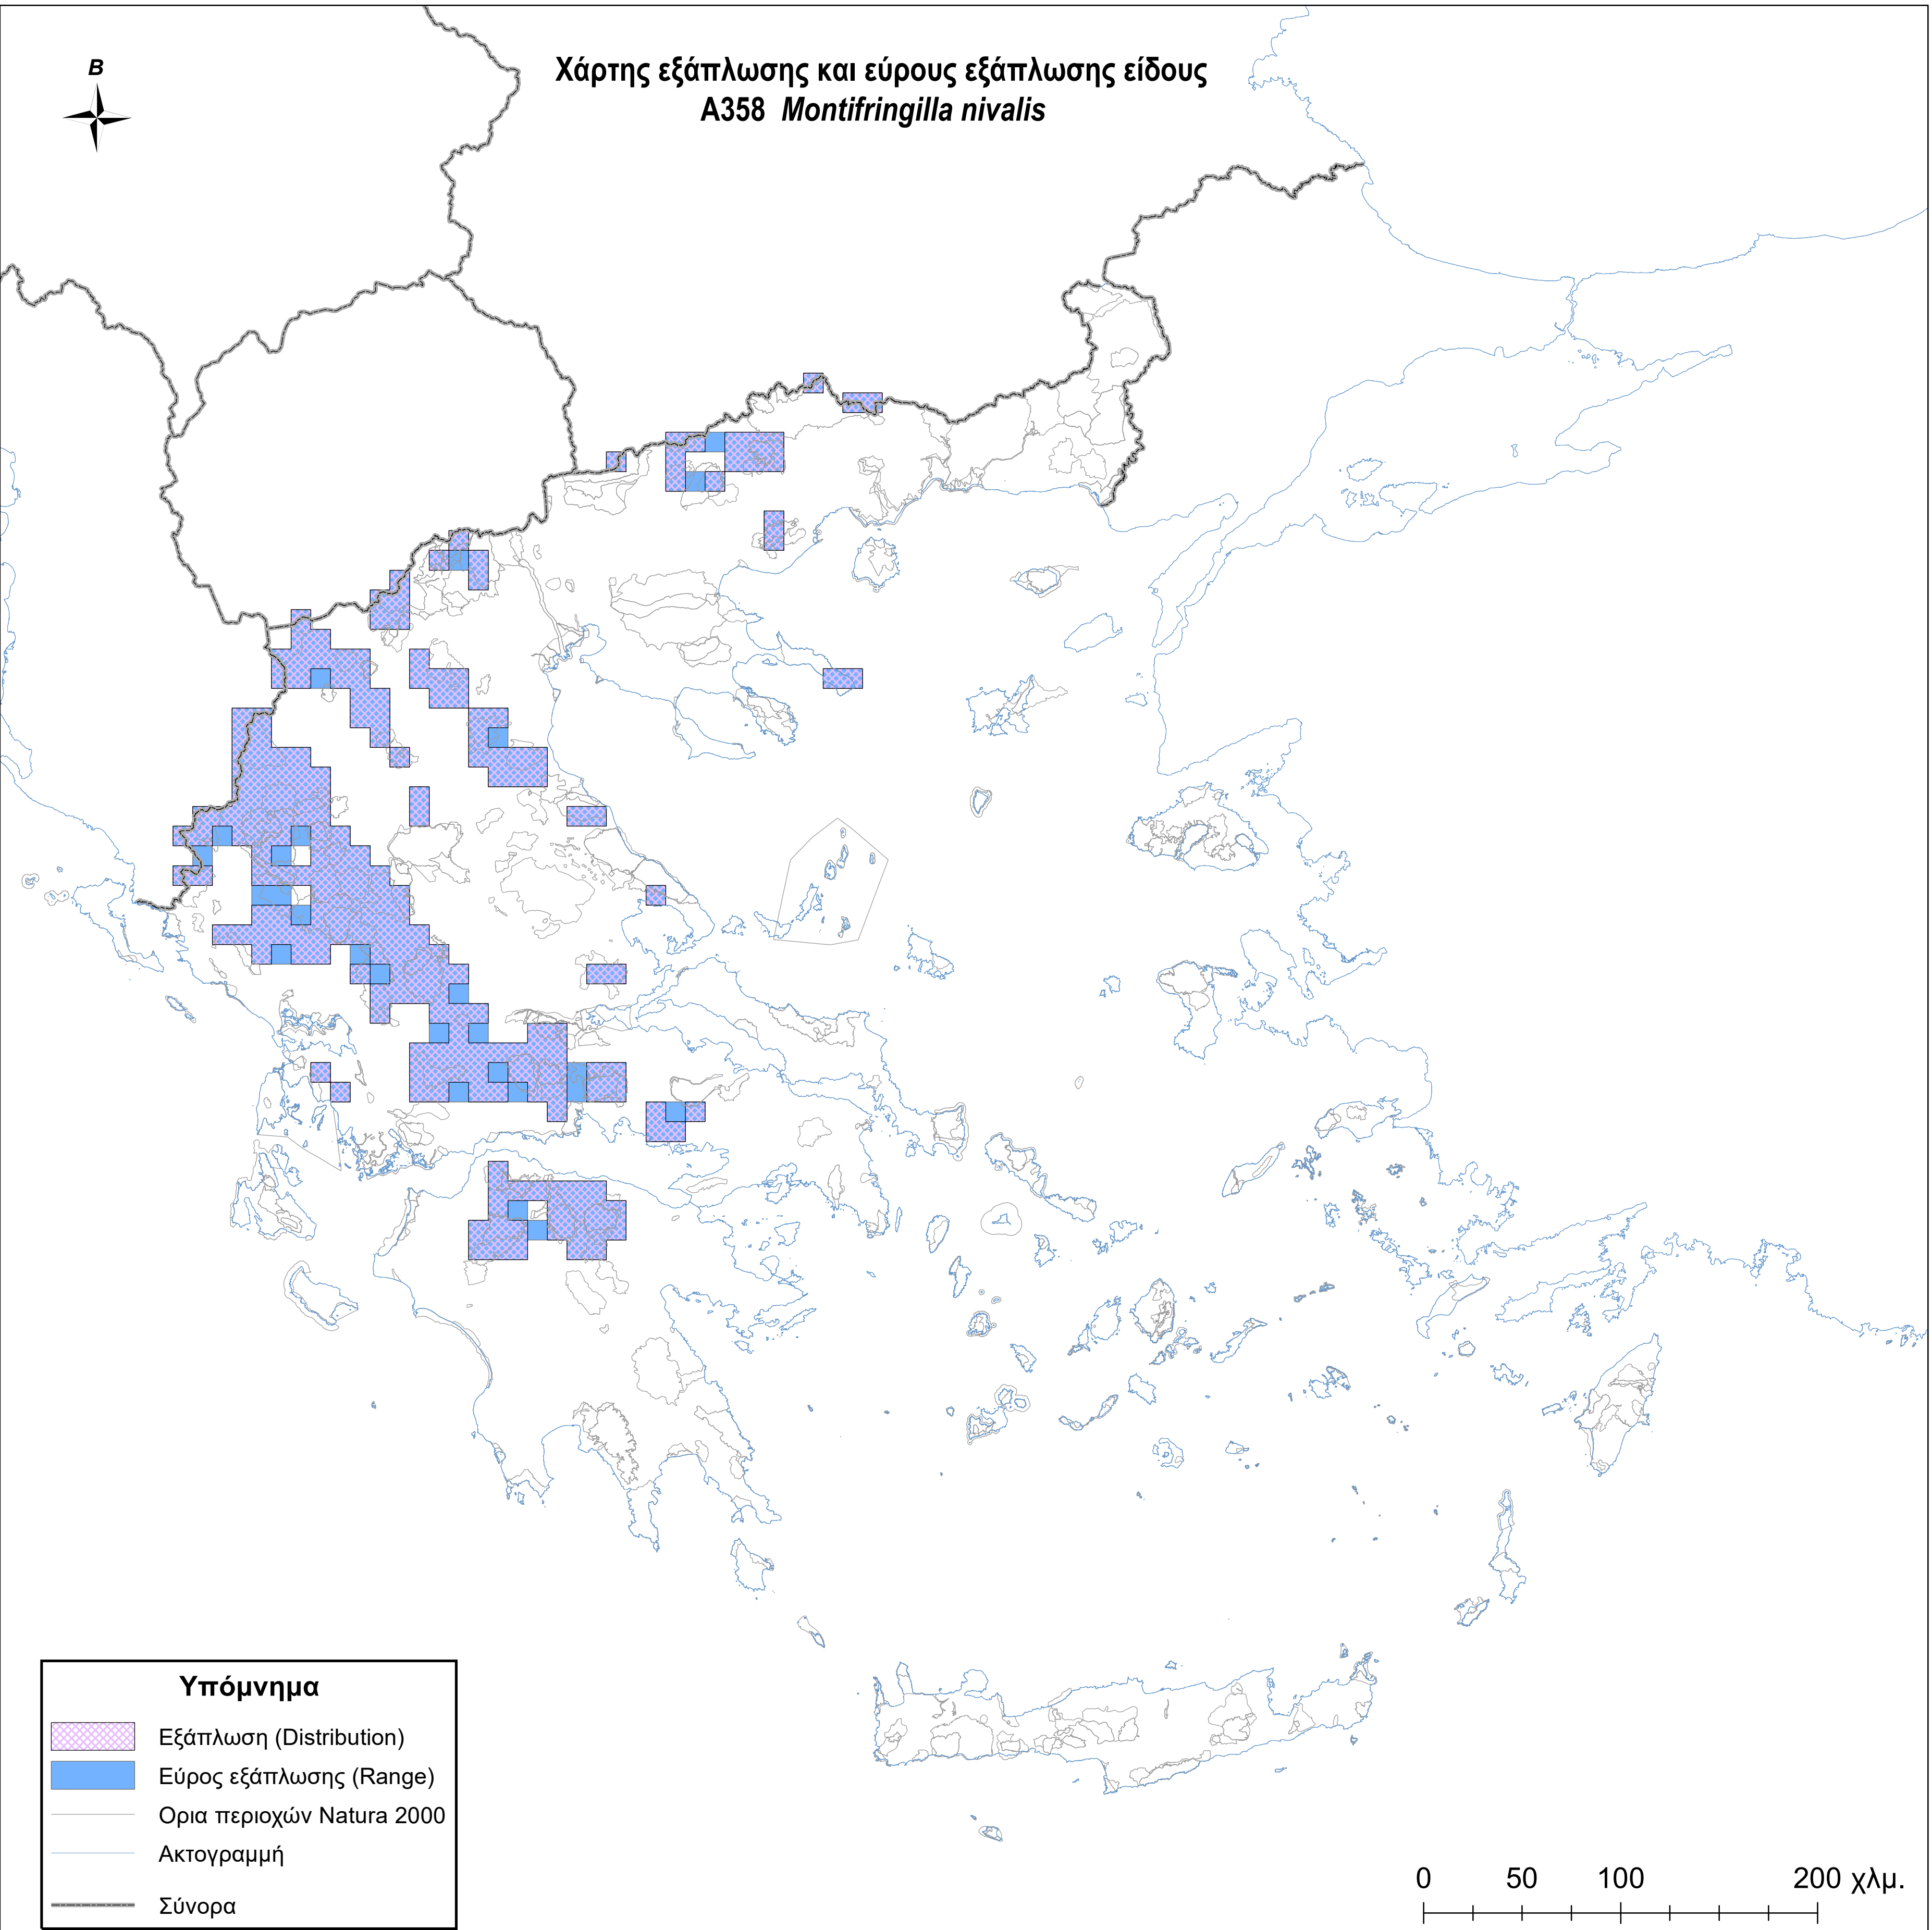 Χάρτης εξάπλωσης και εύρους εξάπλωσης είδους
A358 Montifringilla nivalis
B
Υπόμνημα
Εξάπλωση (Distribution)
Εύρος εξάπλωσης (Range)
Ορια περιοχών Natura 2000
Ακτογραμμή
Σύνορα
0 50 100 200 χλμ.